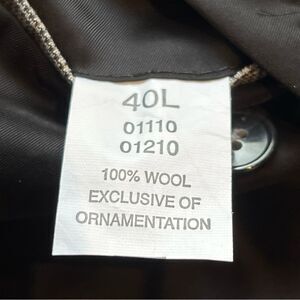 40L
01110
01210
100% WOOL
EXCLUSIVE OF
ORNAMENTATION